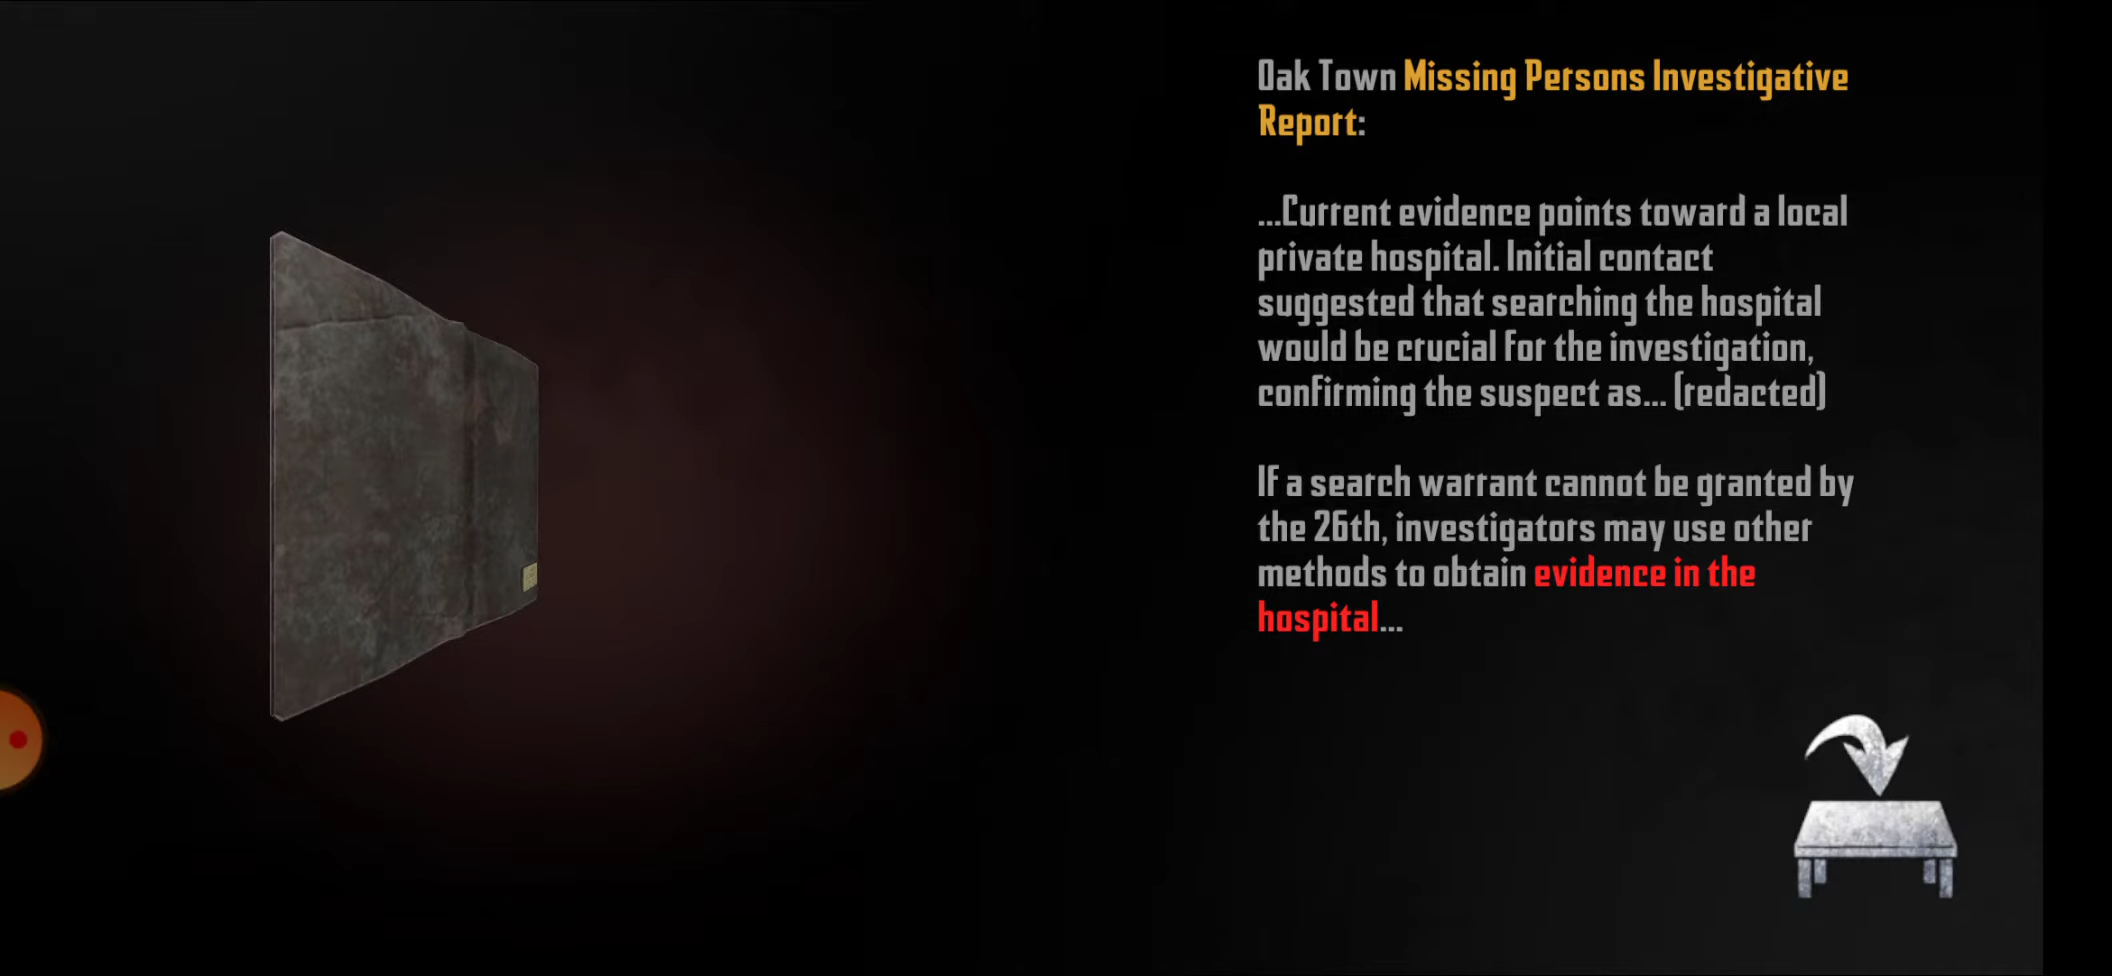 Oak Town Missing Persons Investigative
Report:
...Current evidence points toward a local
private hospital. Initial contact
suggested that searching the hospital
would be crucial for the investigation,
confirming the suspect as... (redacted)
If a search warrant cannot be granted by
the 26th, investigators may use other
methods to obtain evidence in the
hospital...